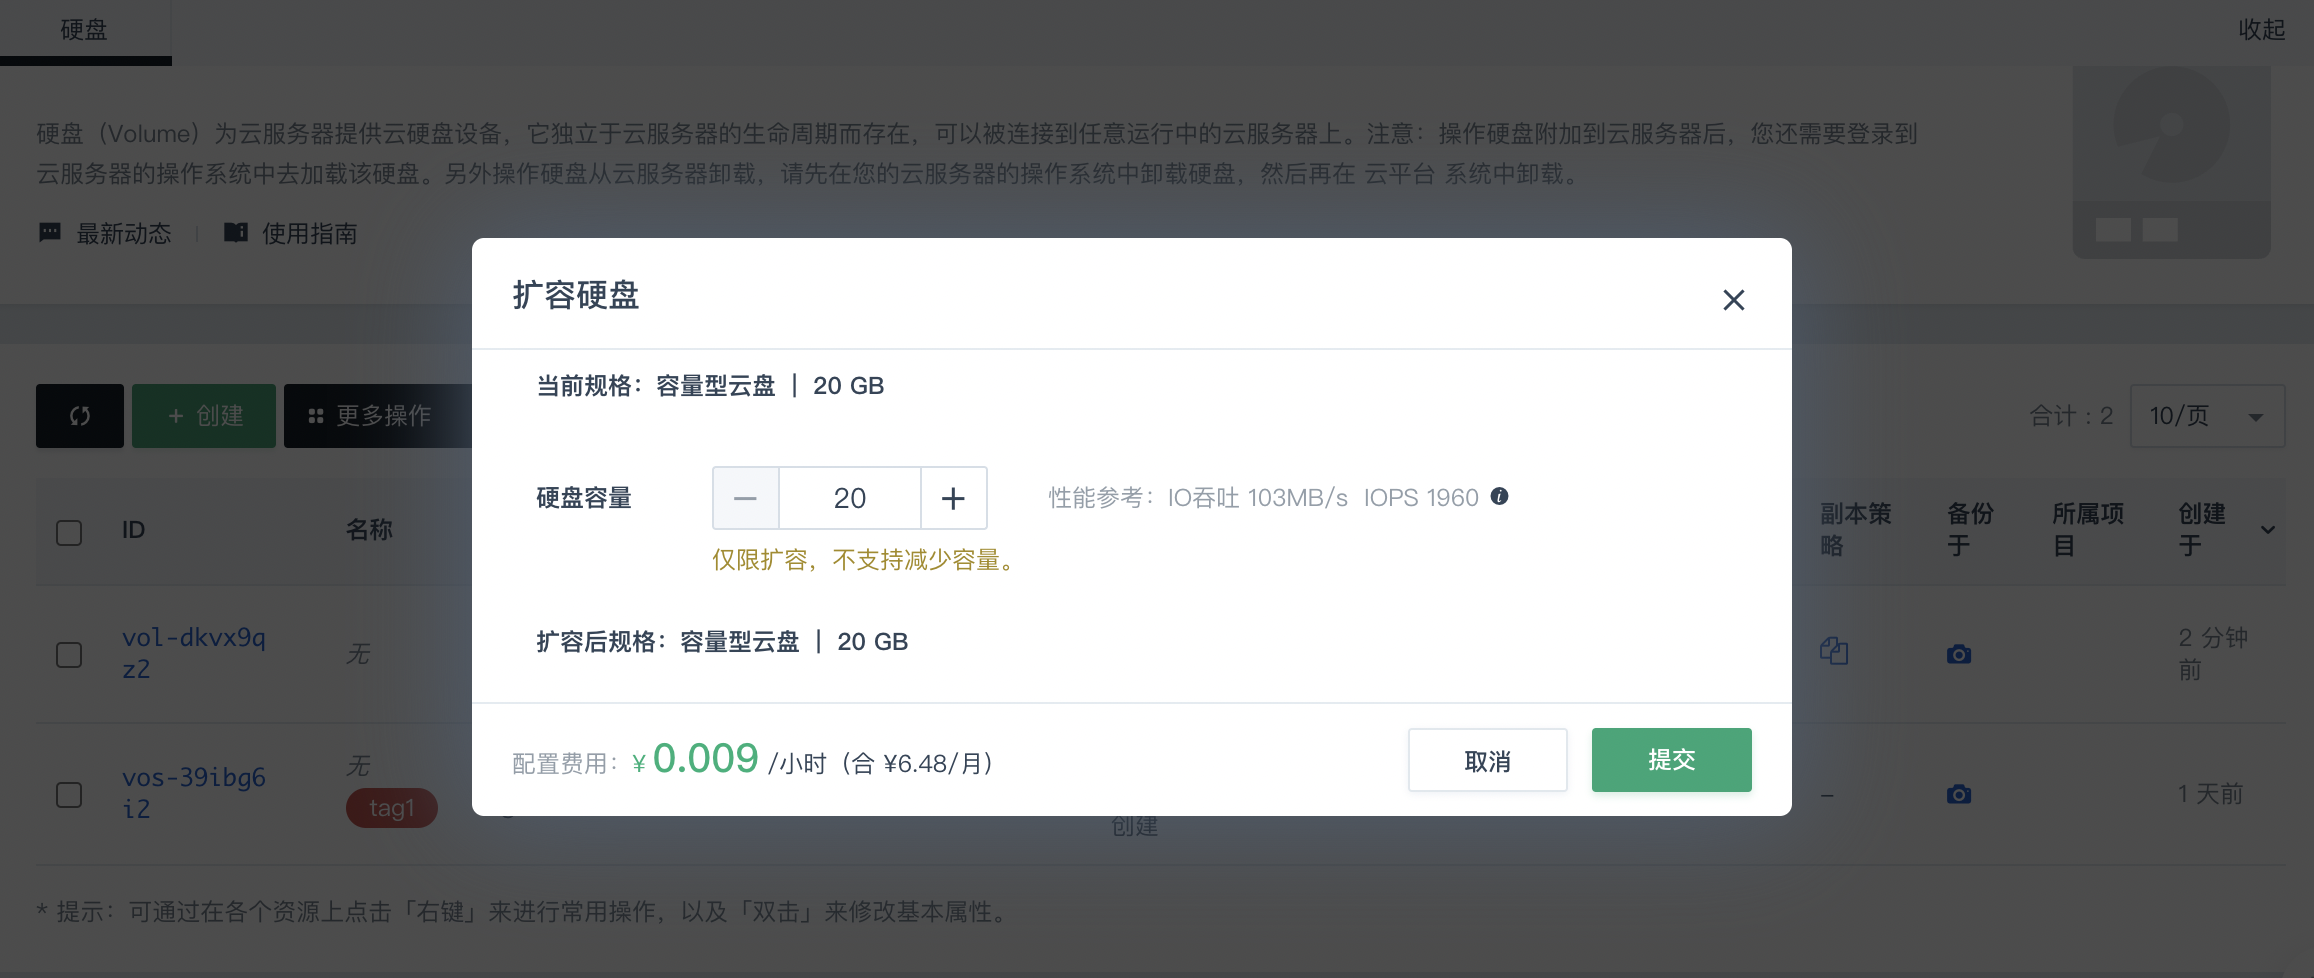 硬盘
收起
硬盘（Volume）为云服务器提供云硬盘设备，它独立于云服务器的生命周期而存在，可以被连接到任意运行中的云服务器上。注意：操作硬盘附加到云服务器后，您还需要登录到
云服务器的操作系统中去加载该硬盘。另外操作硬盘从云服务器卸载，请先在您的云服务器的操作系统中卸载硬盘，然后再在 云平台 系统中卸载。
最新动态
使用指南
扩容硬盘
当前规格：容量型云盘 | 20 GB
硬盘容量
20
性能参考：IO吞吐 103MB/s IOPS 1960
仅限扩容，不支持减少容量。
扩容后规格：容量型云盘 | 20 GB
配置费用：¥ 0.009 /小时（合 ¥6.48/月）
取消
提交
+ 创建
更多操作
合计：2
10/页
ID
名称
副本策
略
备份
于
所属项
目
创建
于
vol-dkvx9q
z2
无
2 分钟
前
vos-39ibg6
i2
无
tag1
创建
–
1 天前
* 提示：可通过在各个资源上点击「右键」来进行常用操作，以及「双击」来修改基本属性。